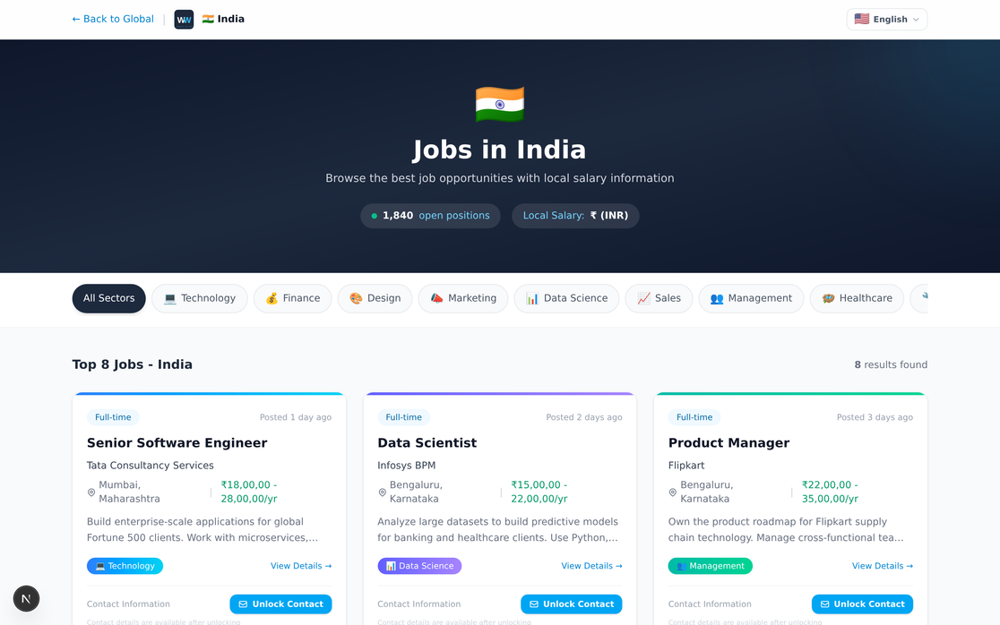 ← Back to Global | WW IN India
English
Jobs in India
Browse the best job opportunities with local salary information
1,840 open positions
Local Salary: ₹ (INR)
All Sectors
Technology
Finance
Design
Marketing
Data Science
Sales
Management
Healthcare
Top 8 Jobs - India
8 results found
Full-time
Posted 1 day ago
Senior Software Engineer
Tata Consultancy Services
Mumbai,
Maharashtra
₹18,00,00 -
28,00,00/yr
Build enterprise-scale applications for global
Fortune 500 clients. Work with microservices,...
Technology
View Details →
Contact Information
Unlock Contact
Contact details are available after unlocking
Full-time
Posted 2 days ago
Data Scientist
Infosys BPM
Bengaluru,
Karnataka
₹15,00,00 -
22,00,00/yr
Analyze large datasets to build predictive models
for banking and healthcare clients. Use Python,...
Data Science
View Details →
Contact Information
Unlock Contact
Contact details are available after unlocking
Full-time
Posted 3 days ago
Product Manager
Flipkart
Bengaluru,
Karnataka
₹22,00,00 -
35,00,00/yr
Own the product roadmap for Flipkart supply
chain technology. Manage cross-functional tea...
Management
View Details →
Contact Information
Unlock Contact
Contact details are available after unlocking
N